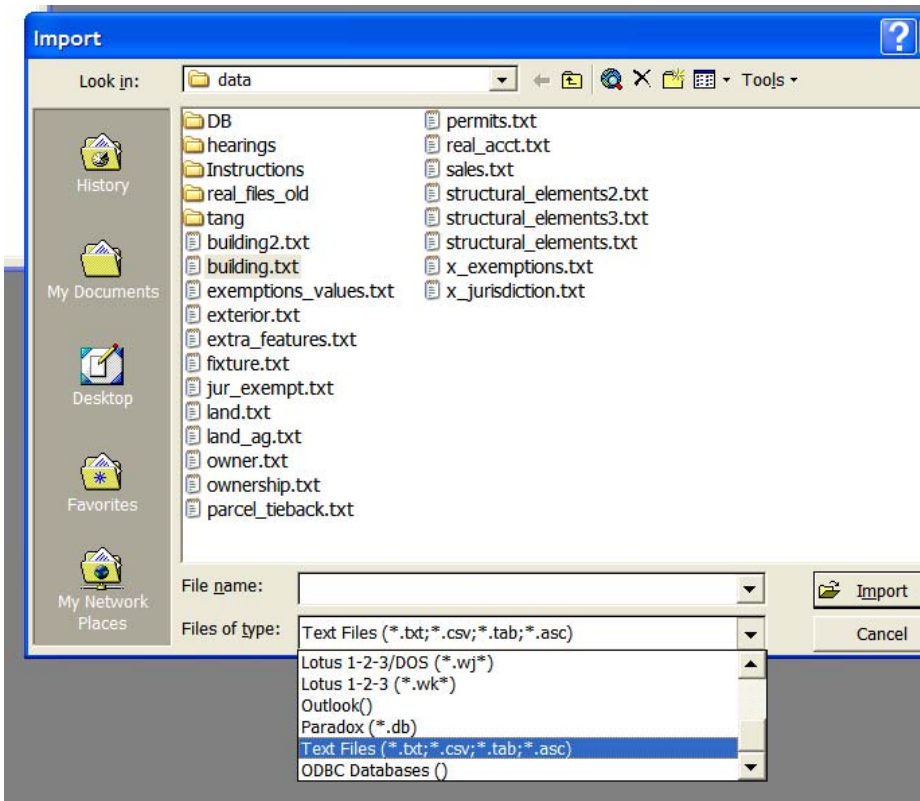 Import
?
Look in:
data
Tools
History
My Documents
Desktop
Favorites
My Network
Places
DB
hearings
Instructions
real_files_old
tang
building2.txt
building.txt
exemptions_values.txt
exterior.txt
extra_features.txt
fixture.txt
jur_exempt.txt
land.txt
land_ag.txt
owner.txt
ownership.txt
parcel_tieback.txt
permits.txt
real_acct.txt
sales.txt
structural_elements2.txt
structural_elements3.txt
structural_elements.txt
x_exemptions.txt
x_jurisdiction.txt
File name:
Import
Files of type:
Text Files (*.txt;*.csv;*.tab;*.asc)
Cancel
Lotus 1-2-3/DOS (*.wj*)
Lotus 1-2-3 (*.wk*)
Outlook()
Paradox (*.db)
Text Files (*.txt;*.csv;*.tab;*.asc)
ODBC Databases ()